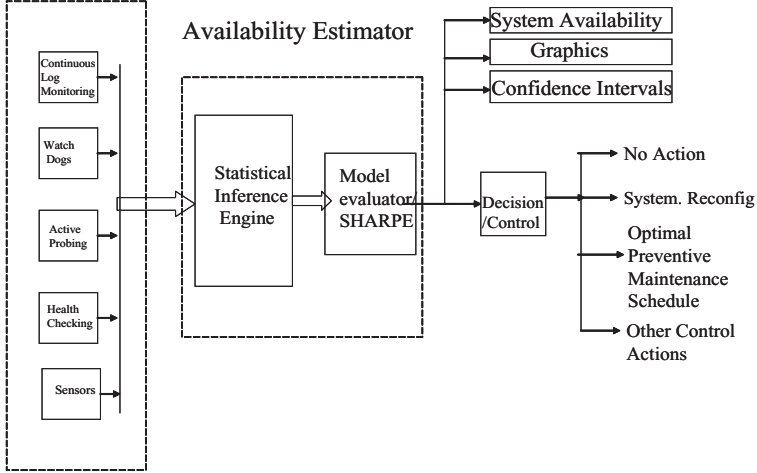 Availability Estimator
System Availability
Graphics
Confidence Intervals
Continuous
Log
Monitoring
Watch
Dogs
Active
Probing
Health
Checking
Sensors
Statistical
Inference
Engine
Model
evaluator/
SHARPE
Decision
/Control
No Action
System. Reconfig
Optimal
Preventive
Maintenance
Schedule
Other Control
Actions